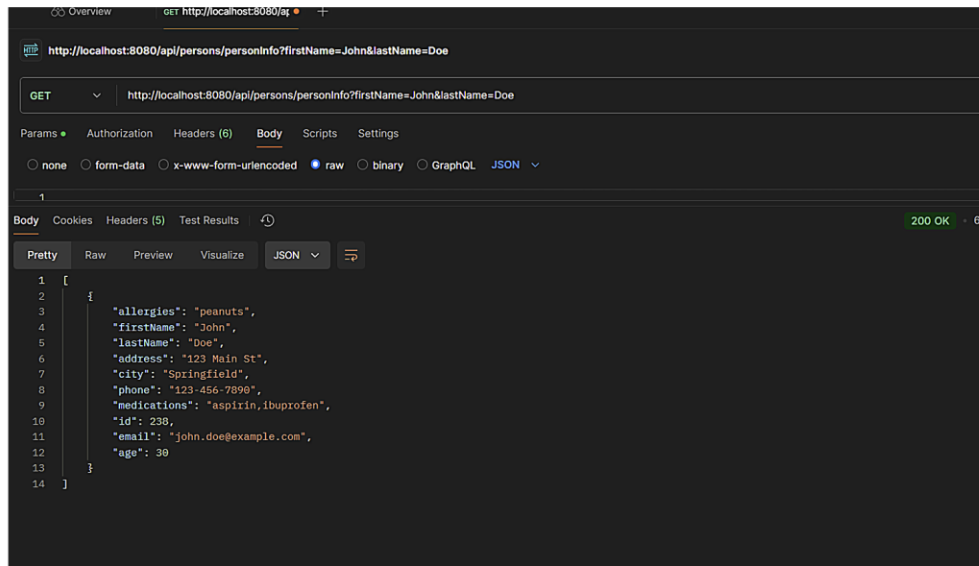 Overview GET http://localhost:8080/ap +
HTTP http://localhost:8080/api/persons/personInfo?firstName=John&lastName=Doe
GET http://localhost:8080/api/persons/personInfo?firstName=John&lastName=Doe
Params Authorization Headers (6) Body Scripts Settings
none form-data x-www-form-urlencoded raw binary GraphQL JSON
1
Body Cookies Headers (5) Test Results 200 OK 6
Pretty Raw Preview Visualize JSON
1 [
2 {
3 "allergies": "peanuts",
4 "firstName": "John",
5 "lastName": "Doe",
6 "address": "123 Main St",
7 "city": "Springfield",
8 "phone": "123-456-7890",
9 "medications": "aspirin,ibuprofen",
10 "id": 238,
11 "email": "john.doe@example.com",
12 "age": 30
13 }
14 ]